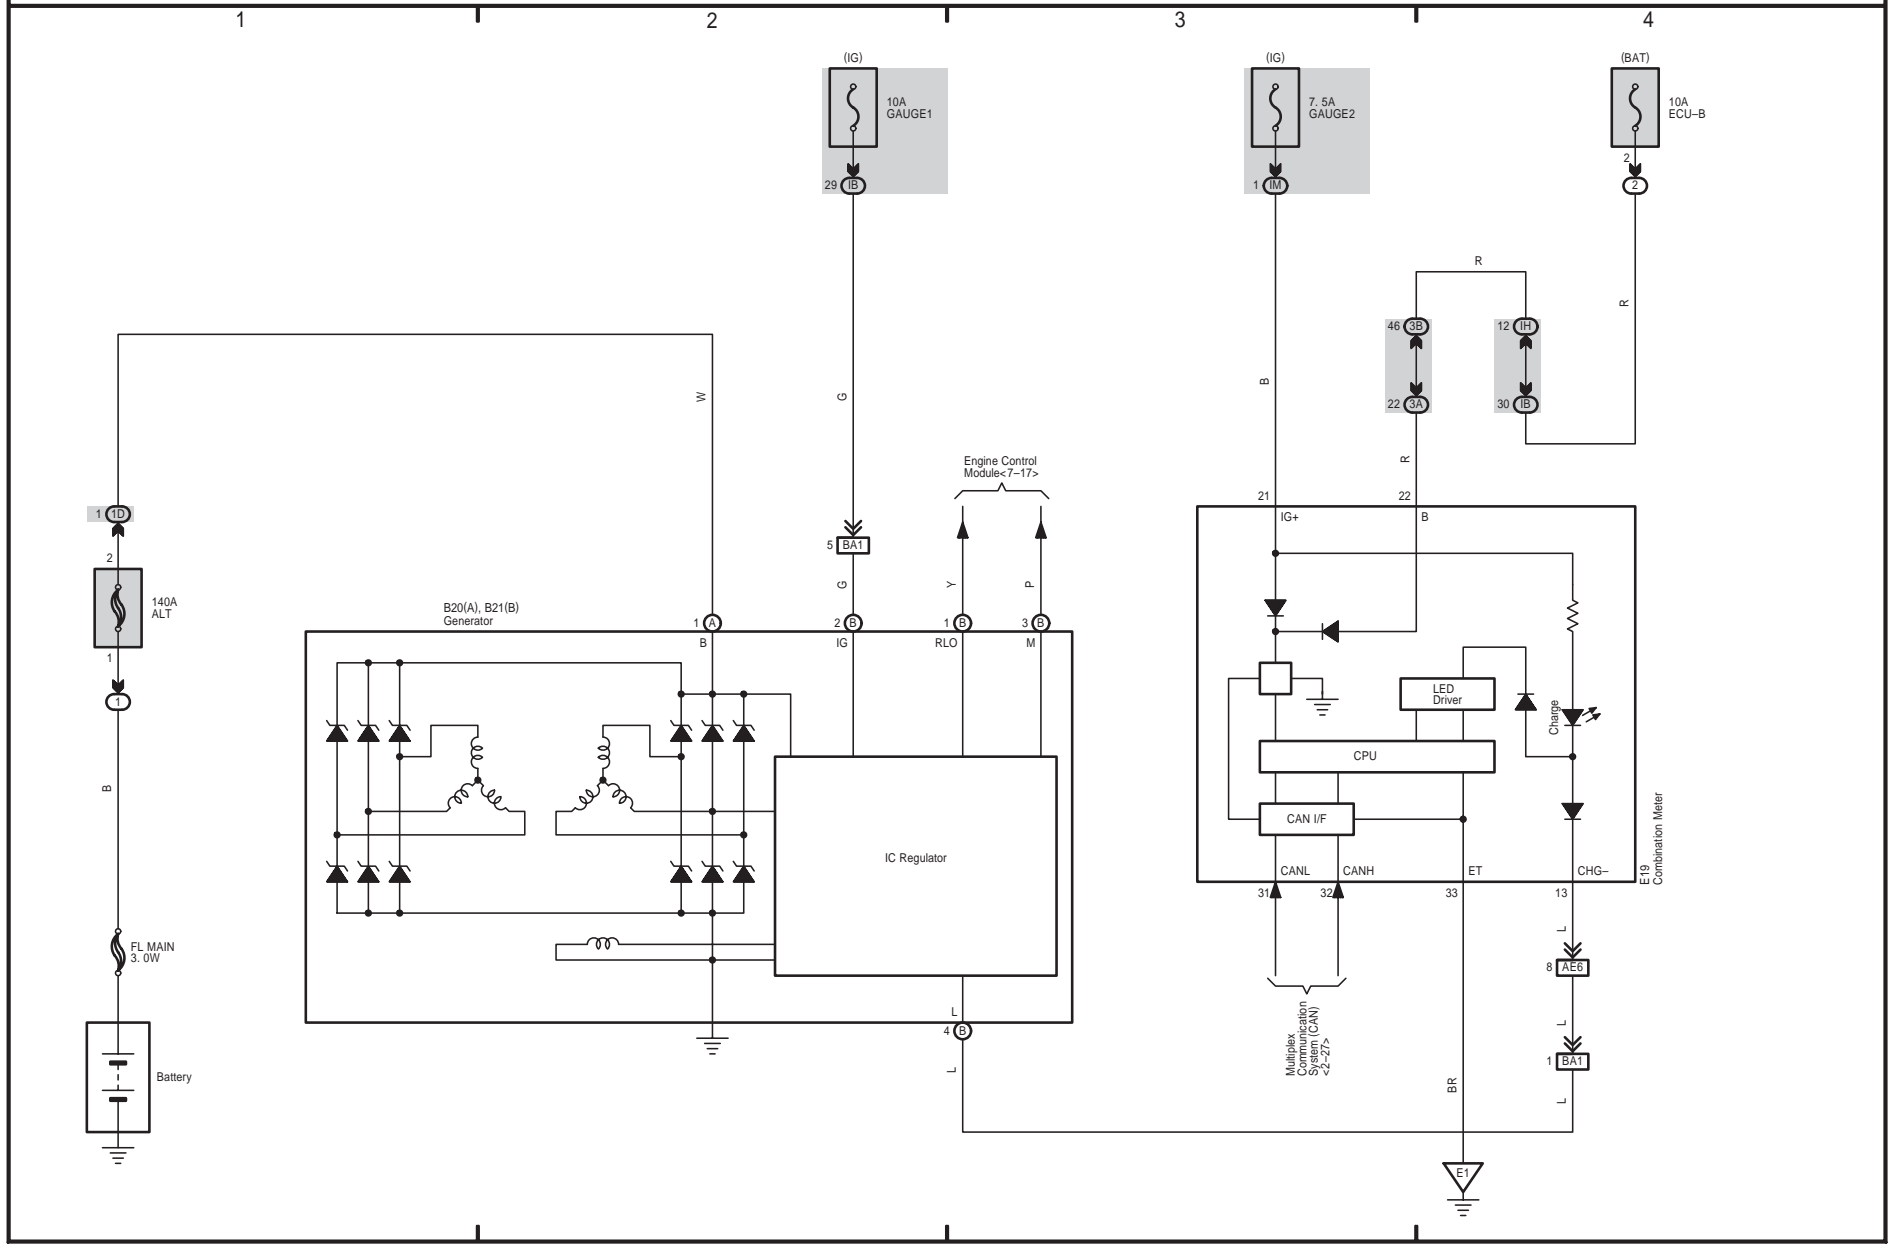 1
2
3
4
(IG)
10A
GAUGE1
29 IB
(IG)
7. 5A
GAUGE2
1 IM
(BAT)
10A
ECU–B
2
2
R
R
46 3B
12 IH
22 3A
30 IB
W
G
B
R
Engine Control
Module<7–17>
1 1D
2
140A
ALT
1
1
B
FL MAIN
3. 0W
Battery
5 BA1
G
Y
P
B20(A), B21(B)
Generator
1 A
2 B
1 B
3 B
B
IG
RLO
M
IC Regulator
L
4 B
L
21
22
IG+
B
LED
Driver
Charge
CPU
CAN I/F
CANL
CANH
ET
CHG–
31
32
33
13
E19
Combination Meter
L
8 AE6
L
1 BA1
L
Multiplex
Communication
System (CAN)
<2–27>
BR
E1